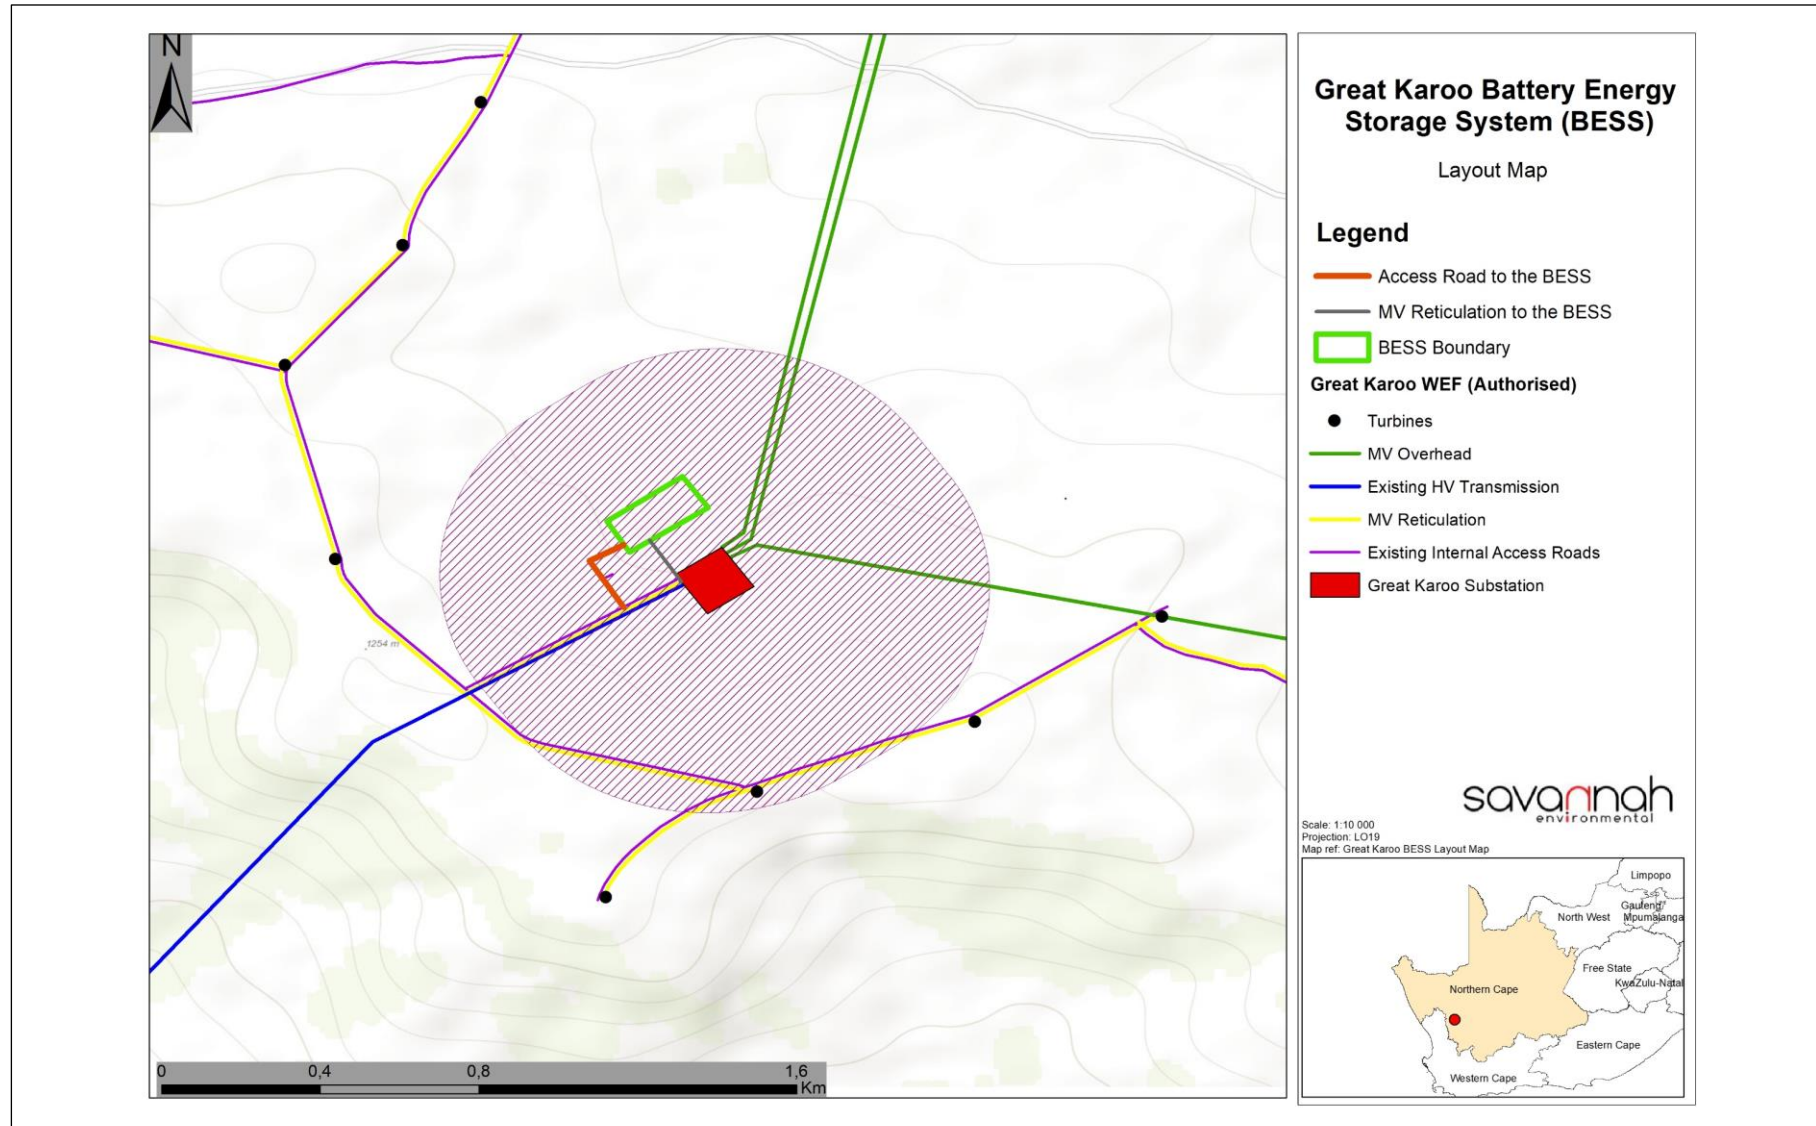 N
1254 m
0 0,4 0,8 1,6
Km
Great Karoo Battery Energy
Storage System (BESS)
Layout Map
Legend
Access Road to the BESS
MV Reticulation to the BESS
BESS Boundary
Great Karoo WEF (Authorised)
Turbines
MV Overhead
Existing HV Transmission
MV Reticulation
Existing Internal Access Roads
Great Karoo Substation
savannah
environmental
Scale: 1:10 000
Projection: LO19
Map ref: Great Karoo BESS Layout Map
Limpopo
North West
Gauteng
Mpumalanga
Free State
KwaZulu-Natal
Northern Cape
Eastern Cape
Western Cape